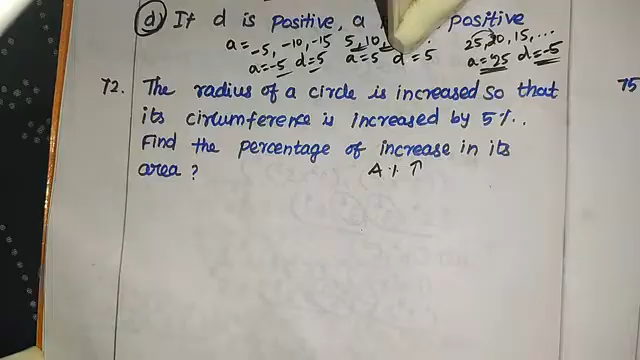 (d) If d is positive, a positive
a = -5, -10, -15 5, 10, 25, 20, 15, ...
a=-5 d=5 a=5 d=5 a=25 d=-5
72. The radius of a circle is increased so that 75
its circumference is increased by 5%.
Find the percentage of increase in its
area? A % ↑